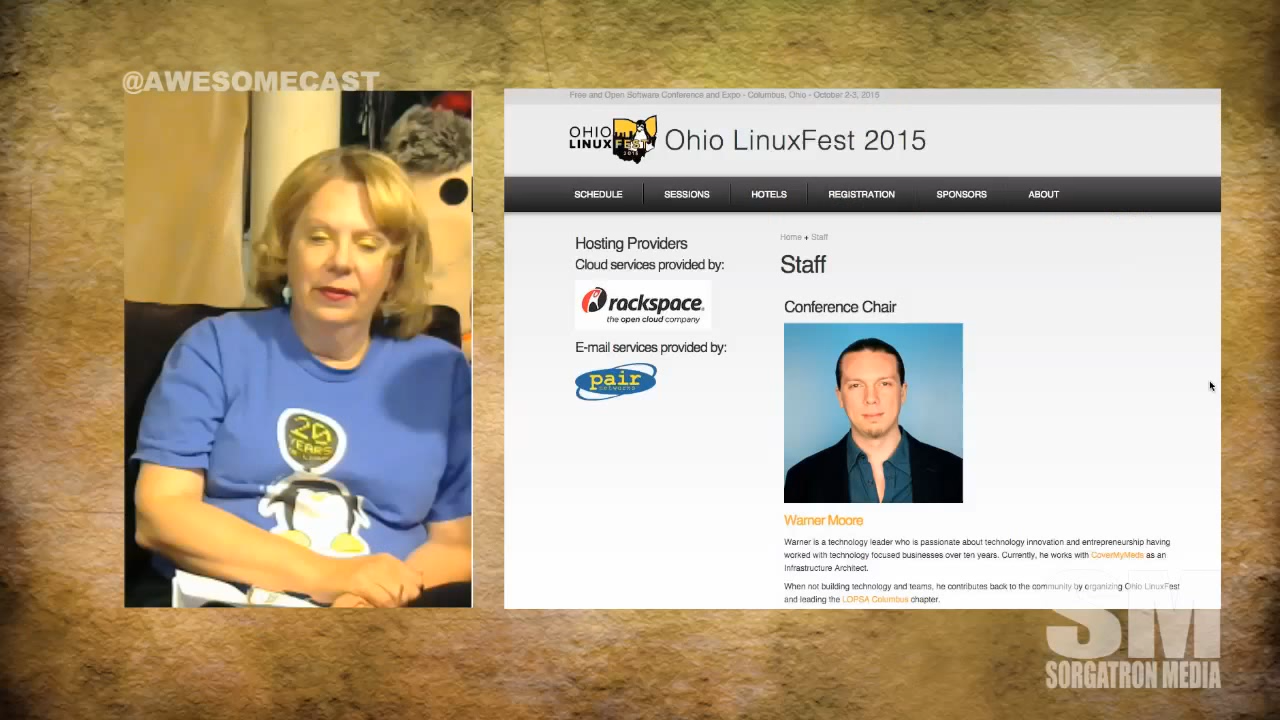 @AWESOMECAST
Free and Open Software Conference and Expo - Columbus, Ohio - October 2-3, 2015
OHIO
LINUXFEST
2015
Ohio LinuxFest 2015
SCHEDULE SESSIONS HOTELS REGISTRATION SPONSORS ABOUT
Hosting Providers
Cloud services provided by:
rackspace.
the open cloud company
E-mail services provided by:
pair
networks
Home + Staff
Staff
Conference Chair
Warner Moore
Warner is a technology leader who is passionate about technology innovation and entrepreneurship having
worked with technology focused businesses over ten years. Currently, he works with CoverMyMeds as an
Infrastructure Architect.
When not building technology and teams, he contributes back to the community by organizing Ohio LinuxFest
and leading the LOPSA Columbus chapter.
20
YEARS
SM
SORGATRON MEDIA